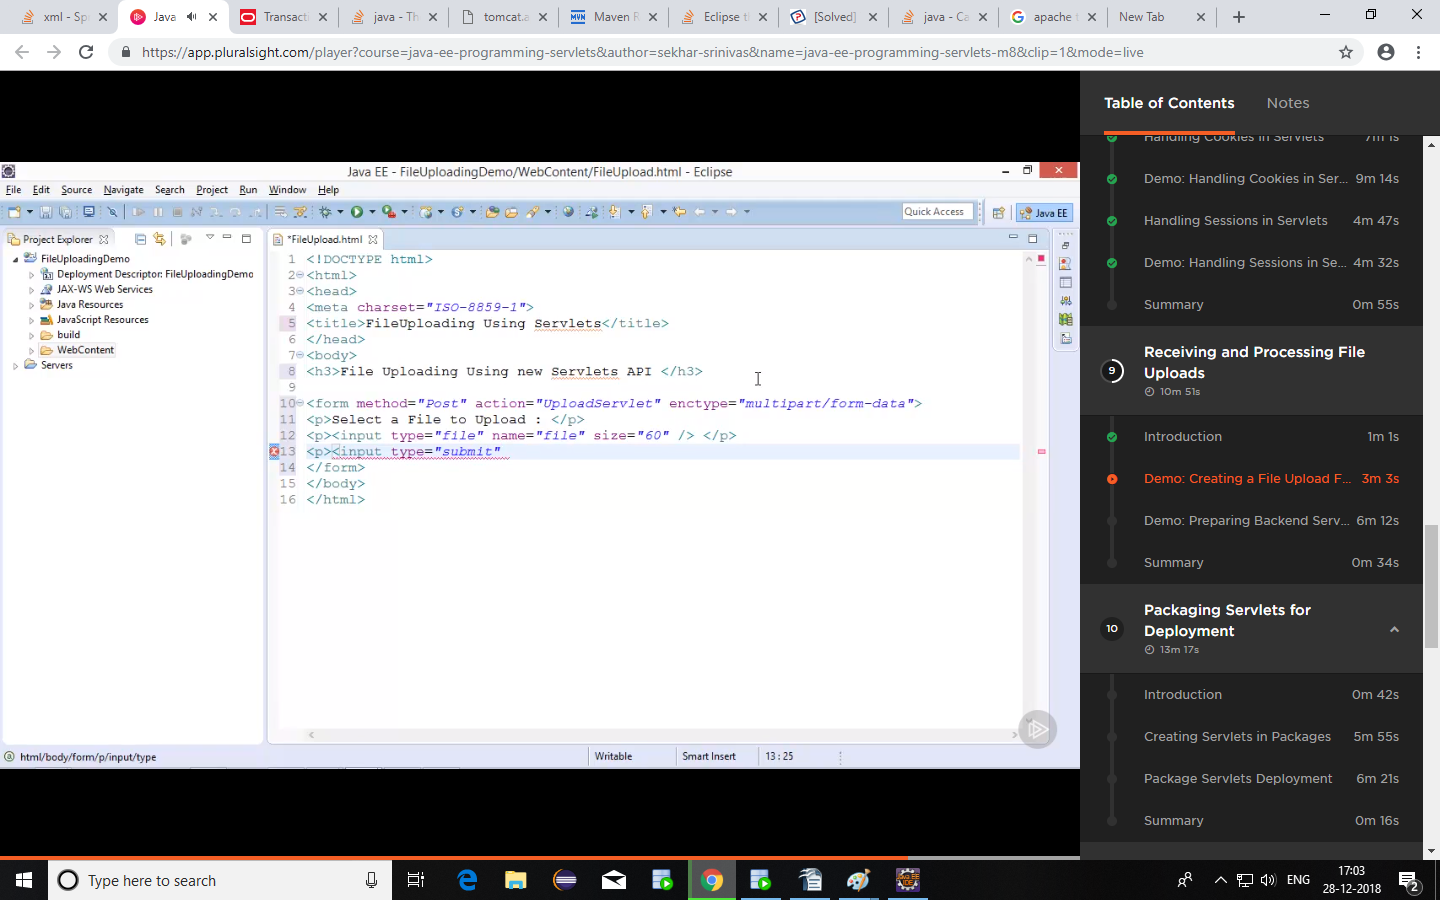 xml - Spr
Java
Transacti
java - Th
tomcat.a
Maven R
Eclipse ti
[Solved]
java - Ca
apache t
New Tab
https://app.pluralsight.com/player?course=java-ee-programming-servlets&author=sekhar-srinivas&name=java-ee-programming-servlets-m8&clip=1&mode=live
Java EE - FileUploadingDemo/WebContent/FileUpload.html - Eclipse
File Edit Source Navigate Search Project Run Window Help
Quick Access
Java EE
Project Explorer
FileUploadingDemo
Deployment Descriptor: FileUploadingDemo
JAX-WS Web Services
Java Resources
JavaScript Resources
build
WebContent
Servers
*FileUpload.html
1 <!DOCTYPE html>
2 <html>
3 <head>
4 <meta charset="ISO-8859-1">
5 <title>FileUploading Using Servlets</title>
6 </head>
7 <body>
8 <h3>File Uploading Using new Servlets API </h3>
9
10 <form method="Post" action="UploadServlet" enctype="multipart/form-data">
11 <p>Select a File to Upload : </p>
12 <p><input type="file" name="file" size="60" /> </p>
13 <p><input type="submit"
14 </form>
15 </body>
16 </html>
html/body/form/p/input/type
Writable
Smart Insert
13 : 25
Table of Contents
Notes
Handling Cookies in Servlets 7m 1s
Demo: Handling Cookies in Ser... 9m 14s
Handling Sessions in Servlets 4m 47s
Demo: Handling Sessions in Se... 4m 32s
Summary 0m 55s
9
Receiving and Processing File
Uploads
10m 51s
Introduction 1m 1s
Demo: Creating a File Upload F... 3m 3s
Demo: Preparing Backend Serv... 6m 12s
Summary 0m 34s
10
Packaging Servlets for
Deployment
13m 17s
Introduction 0m 42s
Creating Servlets in Packages 5m 55s
Package Servlets Deployment 6m 21s
Summary 0m 16s
Type here to search
ENG
17:03
28-12-2018
2